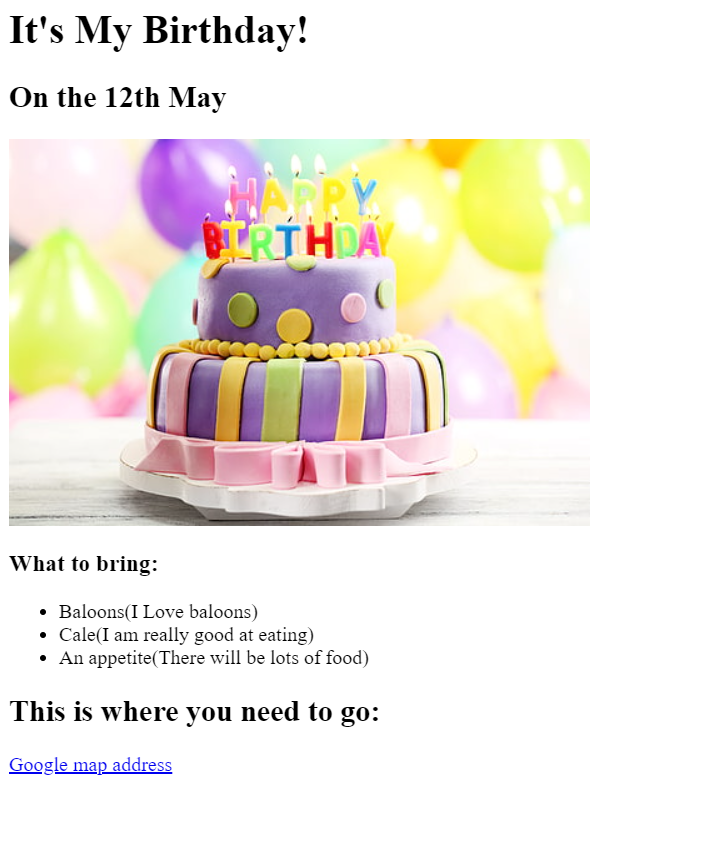 It's My Birthday!
On the 12th May
HAPPY
BIRTHDAY
What to bring:
Baloons(I Love baloons)
Cale(I am really good at eating)
An appetite(There will be lots of food)
This is where you need to go:
Google map address